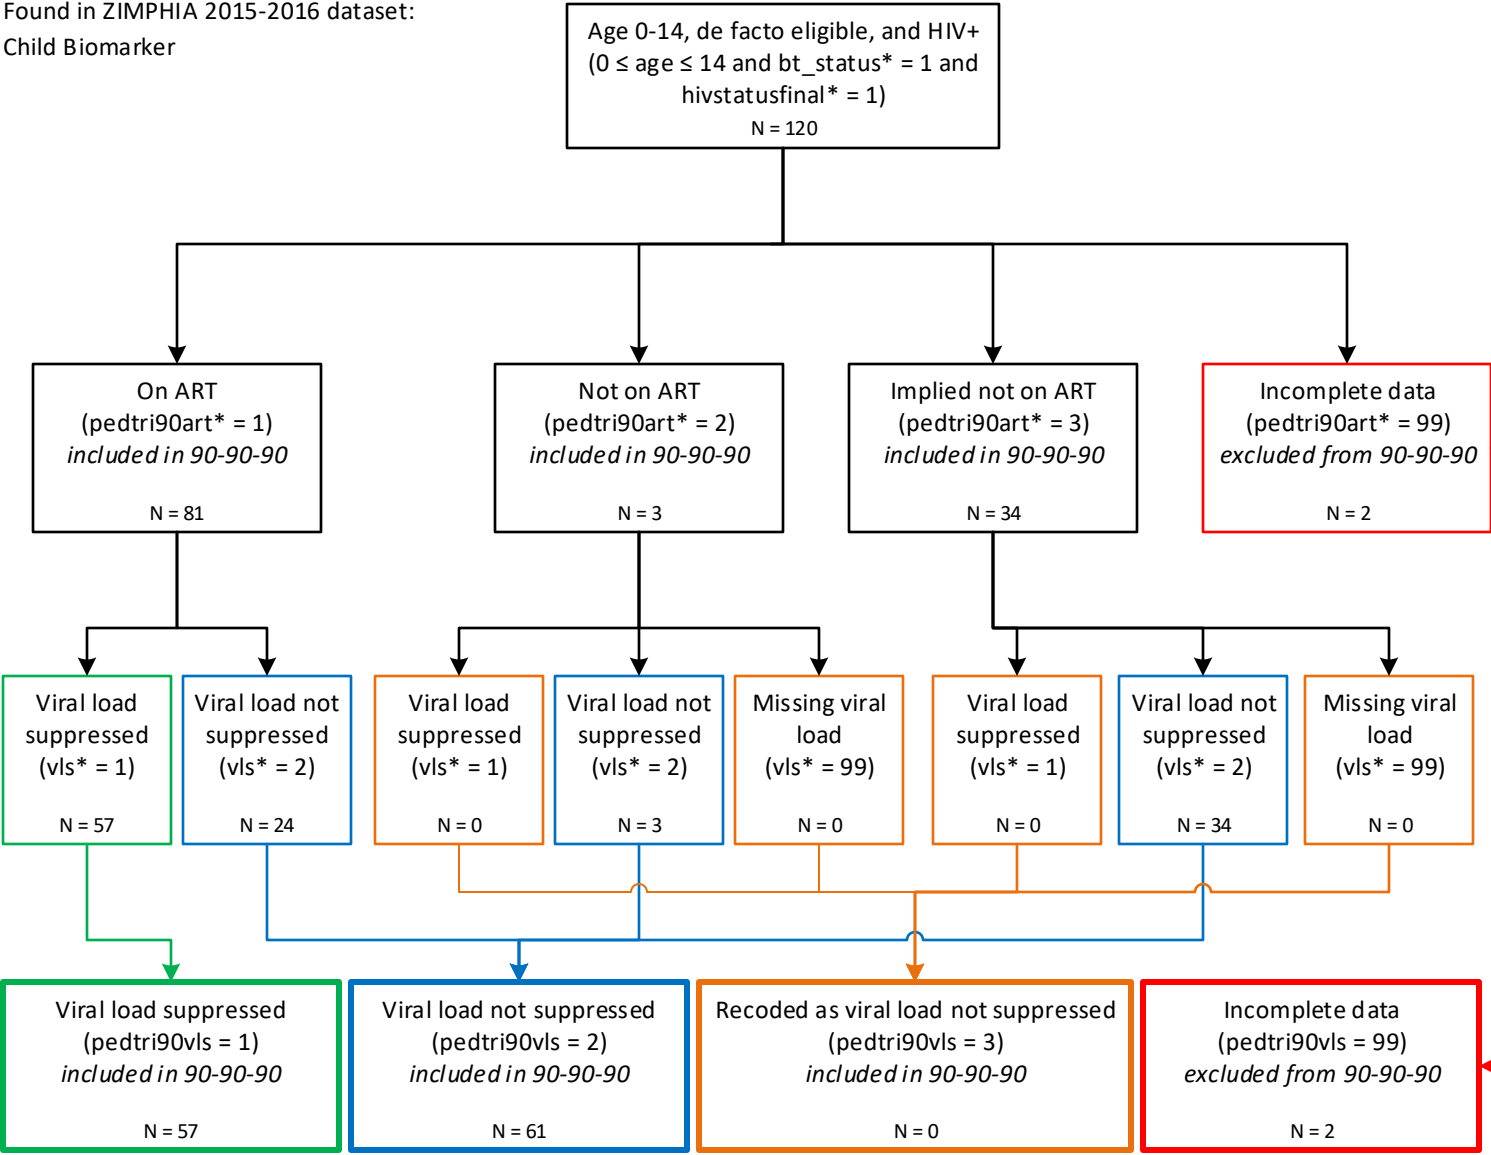 Found in ZIMPHIA 2015-2016 dataset:
Child Biomarker
Age 0-14, de facto eligible, and HIV+
(0 ≤ age ≤ 14 and bt_status* = 1 and
hivstatusfinal* = 1)
N = 120
On ART
(pedtri90art* = 1)
included in 90-90-90
N = 81
Not on ART
(pedtri90art* = 2)
included in 90-90-90
N = 3
Implied not on ART
(pedtri90art* = 3)
included in 90-90-90
N = 34
Incomplete data
(pedtri90art* = 99)
excluded from 90-90-90
N = 2
Viral load
suppressed
(vls* = 1)
N = 57
Viral load not
suppressed
(vls* = 2)
N = 24
Viral load
suppressed
(vls* = 1)
N = 0
Viral load not
suppressed
(vls* = 2)
N = 3
Missing viral
load
(vls* = 99)
N = 0
Viral load
suppressed
(vls* = 1)
N = 0
Viral load not
suppressed
(vls* = 2)
N = 34
Missing viral
load
(vls* = 99)
N = 0
Viral load suppressed
(pedtri90vls = 1)
included in 90-90-90
N = 57
Viral load not suppressed
(pedtri90vls = 2)
included in 90-90-90
N = 61
Recoded as viral load not suppressed
(pedtri90vls = 3)
included in 90-90-90
N = 0
Incomplete data
(pedtri90vls = 99)
excluded from 90-90-90
N = 2